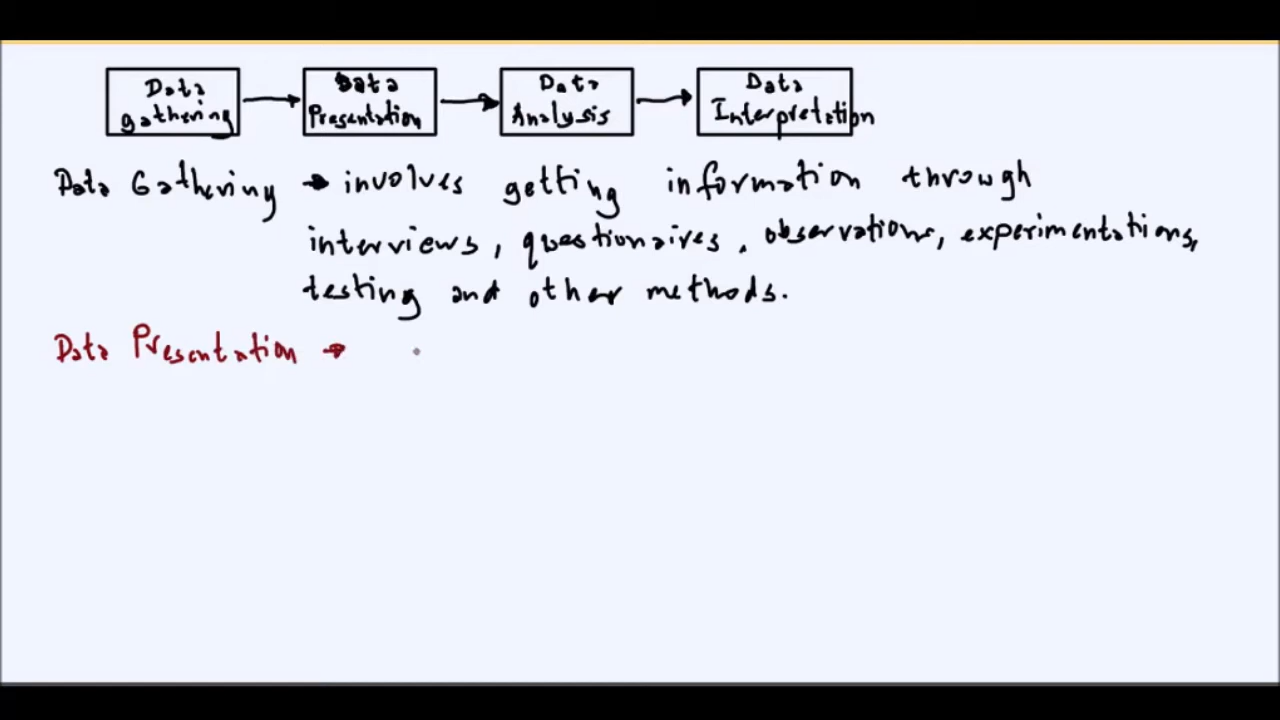 Data gathering → Data Presentation → Data Analysis → Data Interpretation
Data Gathering → involves getting information through
interviews, questionaires, observations, experimentations,
testing and other methods.
Data Presentation →